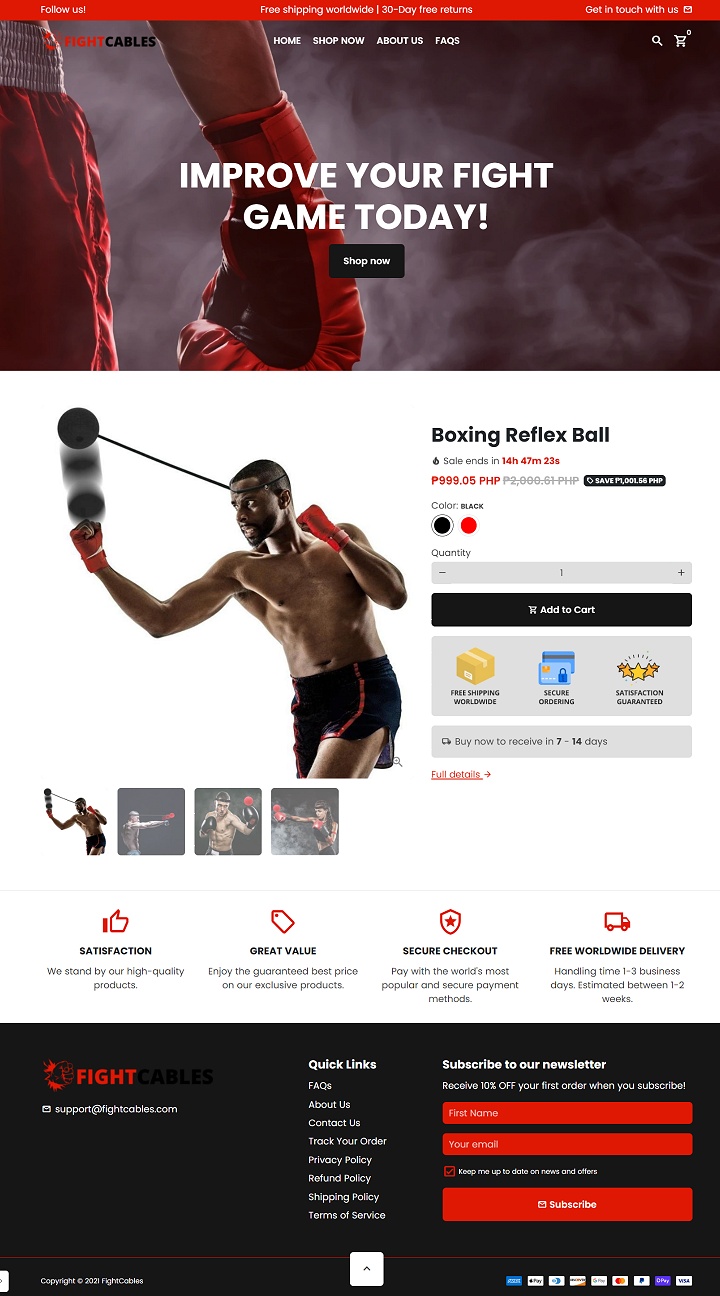 Follow us!
Free shipping worldwide | 30-Day free returns
Get in touch with us
FIGHTCABLES
HOME SHOP NOW ABOUT US FAQS
0
IMPROVE YOUR FIGHT
GAME TODAY!
Shop now
Boxing Reflex Ball
Sale ends in 14h 47m 23s
₱999.05 PHP ₱2,000.61 PHP SAVE ₱1,001.56 PHP
Color: BLACK
Quantity
− 1 +
Add to Cart
FREE SHIPPING
WORLDWIDE
SECURE
ORDERING
SATISFACTION
GUARANTEED
Buy now to receive in 7 - 14 days
Full details
SATISFACTION
We stand by our high-quality
products.
GREAT VALUE
Enjoy the guaranteed best price
on our exclusive products.
SECURE CHECKOUT
Pay with the world's most
popular and secure payment
methods.
FREE WORLDWIDE DELIVERY
Handling time 1-3 business
days. Estimated between 1-2
weeks.
FIGHTCABLES
support@fightcables.com
Quick Links
FAQs
About Us
Contact Us
Track Your Order
Privacy Policy
Refund Policy
Shipping Policy
Terms of Service
Subscribe to our newsletter
Receive 10% OFF your first order when you subscribe!
First Name
Your email
Keep me up to date on news and offers
Subscribe
Copyright © 2021 FightCables
Pay
DISCOVER
G Pay
Pay
VISA